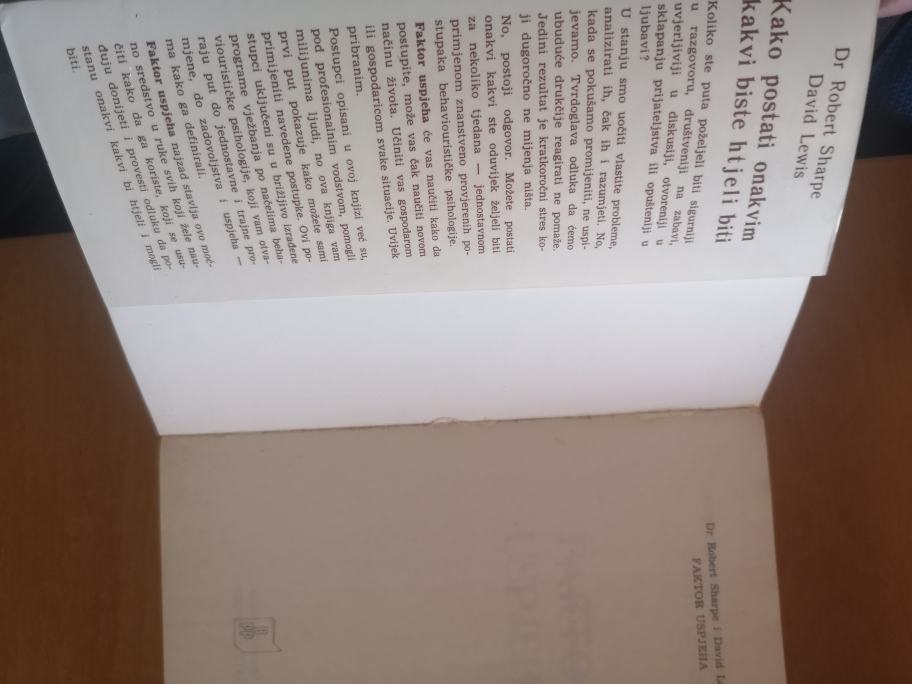 Dr Robert Sharpe
David Lewis
Kako postati onakvim
kakvi biste htjeli biti
Koliko ste puta poželjeli biti sigurniji
u razgovoru, društveniji na zabavi,
uvjerljiviji u diskusiji, otvoreniji u
sklapanju prijateljstava ili opušteniji u
ljubavi?
U stanju smo uočiti vlastite probleme,
analizirati ih, čak ih i razumjeti. No,
kada se pokušamo promijeniti, ne uspi-
jevamo. Tvrdoglava odluka da ćemo
ubuduće drukčije reagirati ne pomaže.
Jedini rezultat je kratkoročni stres ko-
ji dugoročno ne mijenja ništa.
No, postoji odgovor. Možete postati
onakvi kakvi ste oduvijek željeli biti
za nekoliko tjedana — jednostavnom
primjenom znanstveno provjerenih po-
stupaka behaviourističke psihologije.
Faktor uspjeha će vas naučiti kako da
postupite, može vas čak naučiti novom
načinu života. Učiniti vas gospodarom
ili gospodaricom svake situacije. Uvijek
pribranim.
Postupci opisani u ovoj knjizi već su,
pod profesionalnim vodstvom, pomogli
milijunima ljudi, no ova knjiga vam
prvi put pokazuje kako možete sami
primijeniti navedene postupke. Ovi po-
stupci uključeni su u brižljivo izrađene
programe vježbanja po načelima beha-
viourističke psihologije, koji vam otva-
raju put do jednostavne i trajne pro-
mjene, do zadovoljstva i uspjeha —
ma kako ga definirali.
Faktor uspjeha najzad stavlja ovo moć-
no sredstvo u ruke svih koji žele nau-
čiti kako da ga koriste i koji se usu-
đuju donijeti i provesti odluku da po-
stanu onakvi kakvi bi htjeli i mogli
biti.
Dr Robert Sharpe i David
FAKTOR USPJEHA